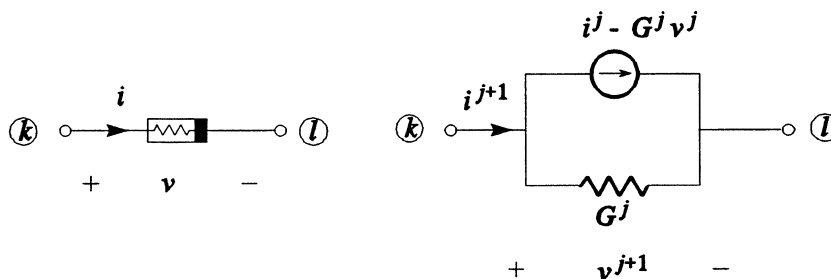 i^j - G^j v^j
i
i^{j+1}
k l k l
G^j
+ v -
+ v^{j+1} -